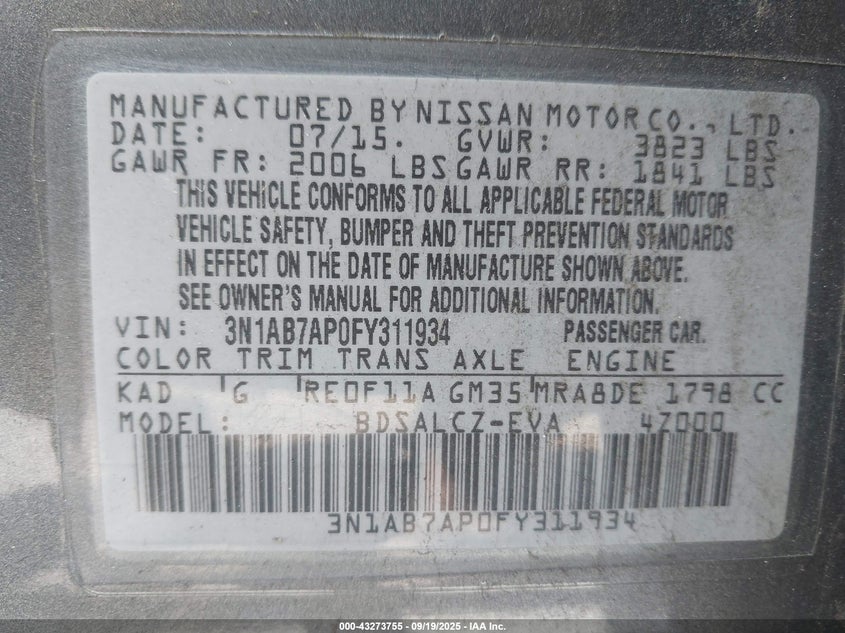 MANUFACTURED BY NISSAN MOTOR CO., LTD.
DATE: 07/15. GVWR: 3823 LBS
GAWR FR: 2006 LBS GAWR RR: 1841 LBS
THIS VEHICLE CONFORMS TO ALL APPLICABLE FEDERAL MOTOR
VEHICLE SAFETY, BUMPER AND THEFT PREVENTION STANDARDS
IN EFFECT ON THE DATE OF MANUFACTURE SHOWN ABOVE.
SEE OWNER'S MANUAL FOR ADDITIONAL INFORMATION.
VIN: 3N1AB7AP0FY311934 PASSENGER CAR.
COLOR TRIM TRANS AXLE ENGINE
KAD G RE0F11A GM35 MRA8DE 1798 CC
MODEL: BDSALCZ-EVA 4Z000
3N1AB7AP0FY311934
000-43273755 - 09/19/2025 - IAA Inc.